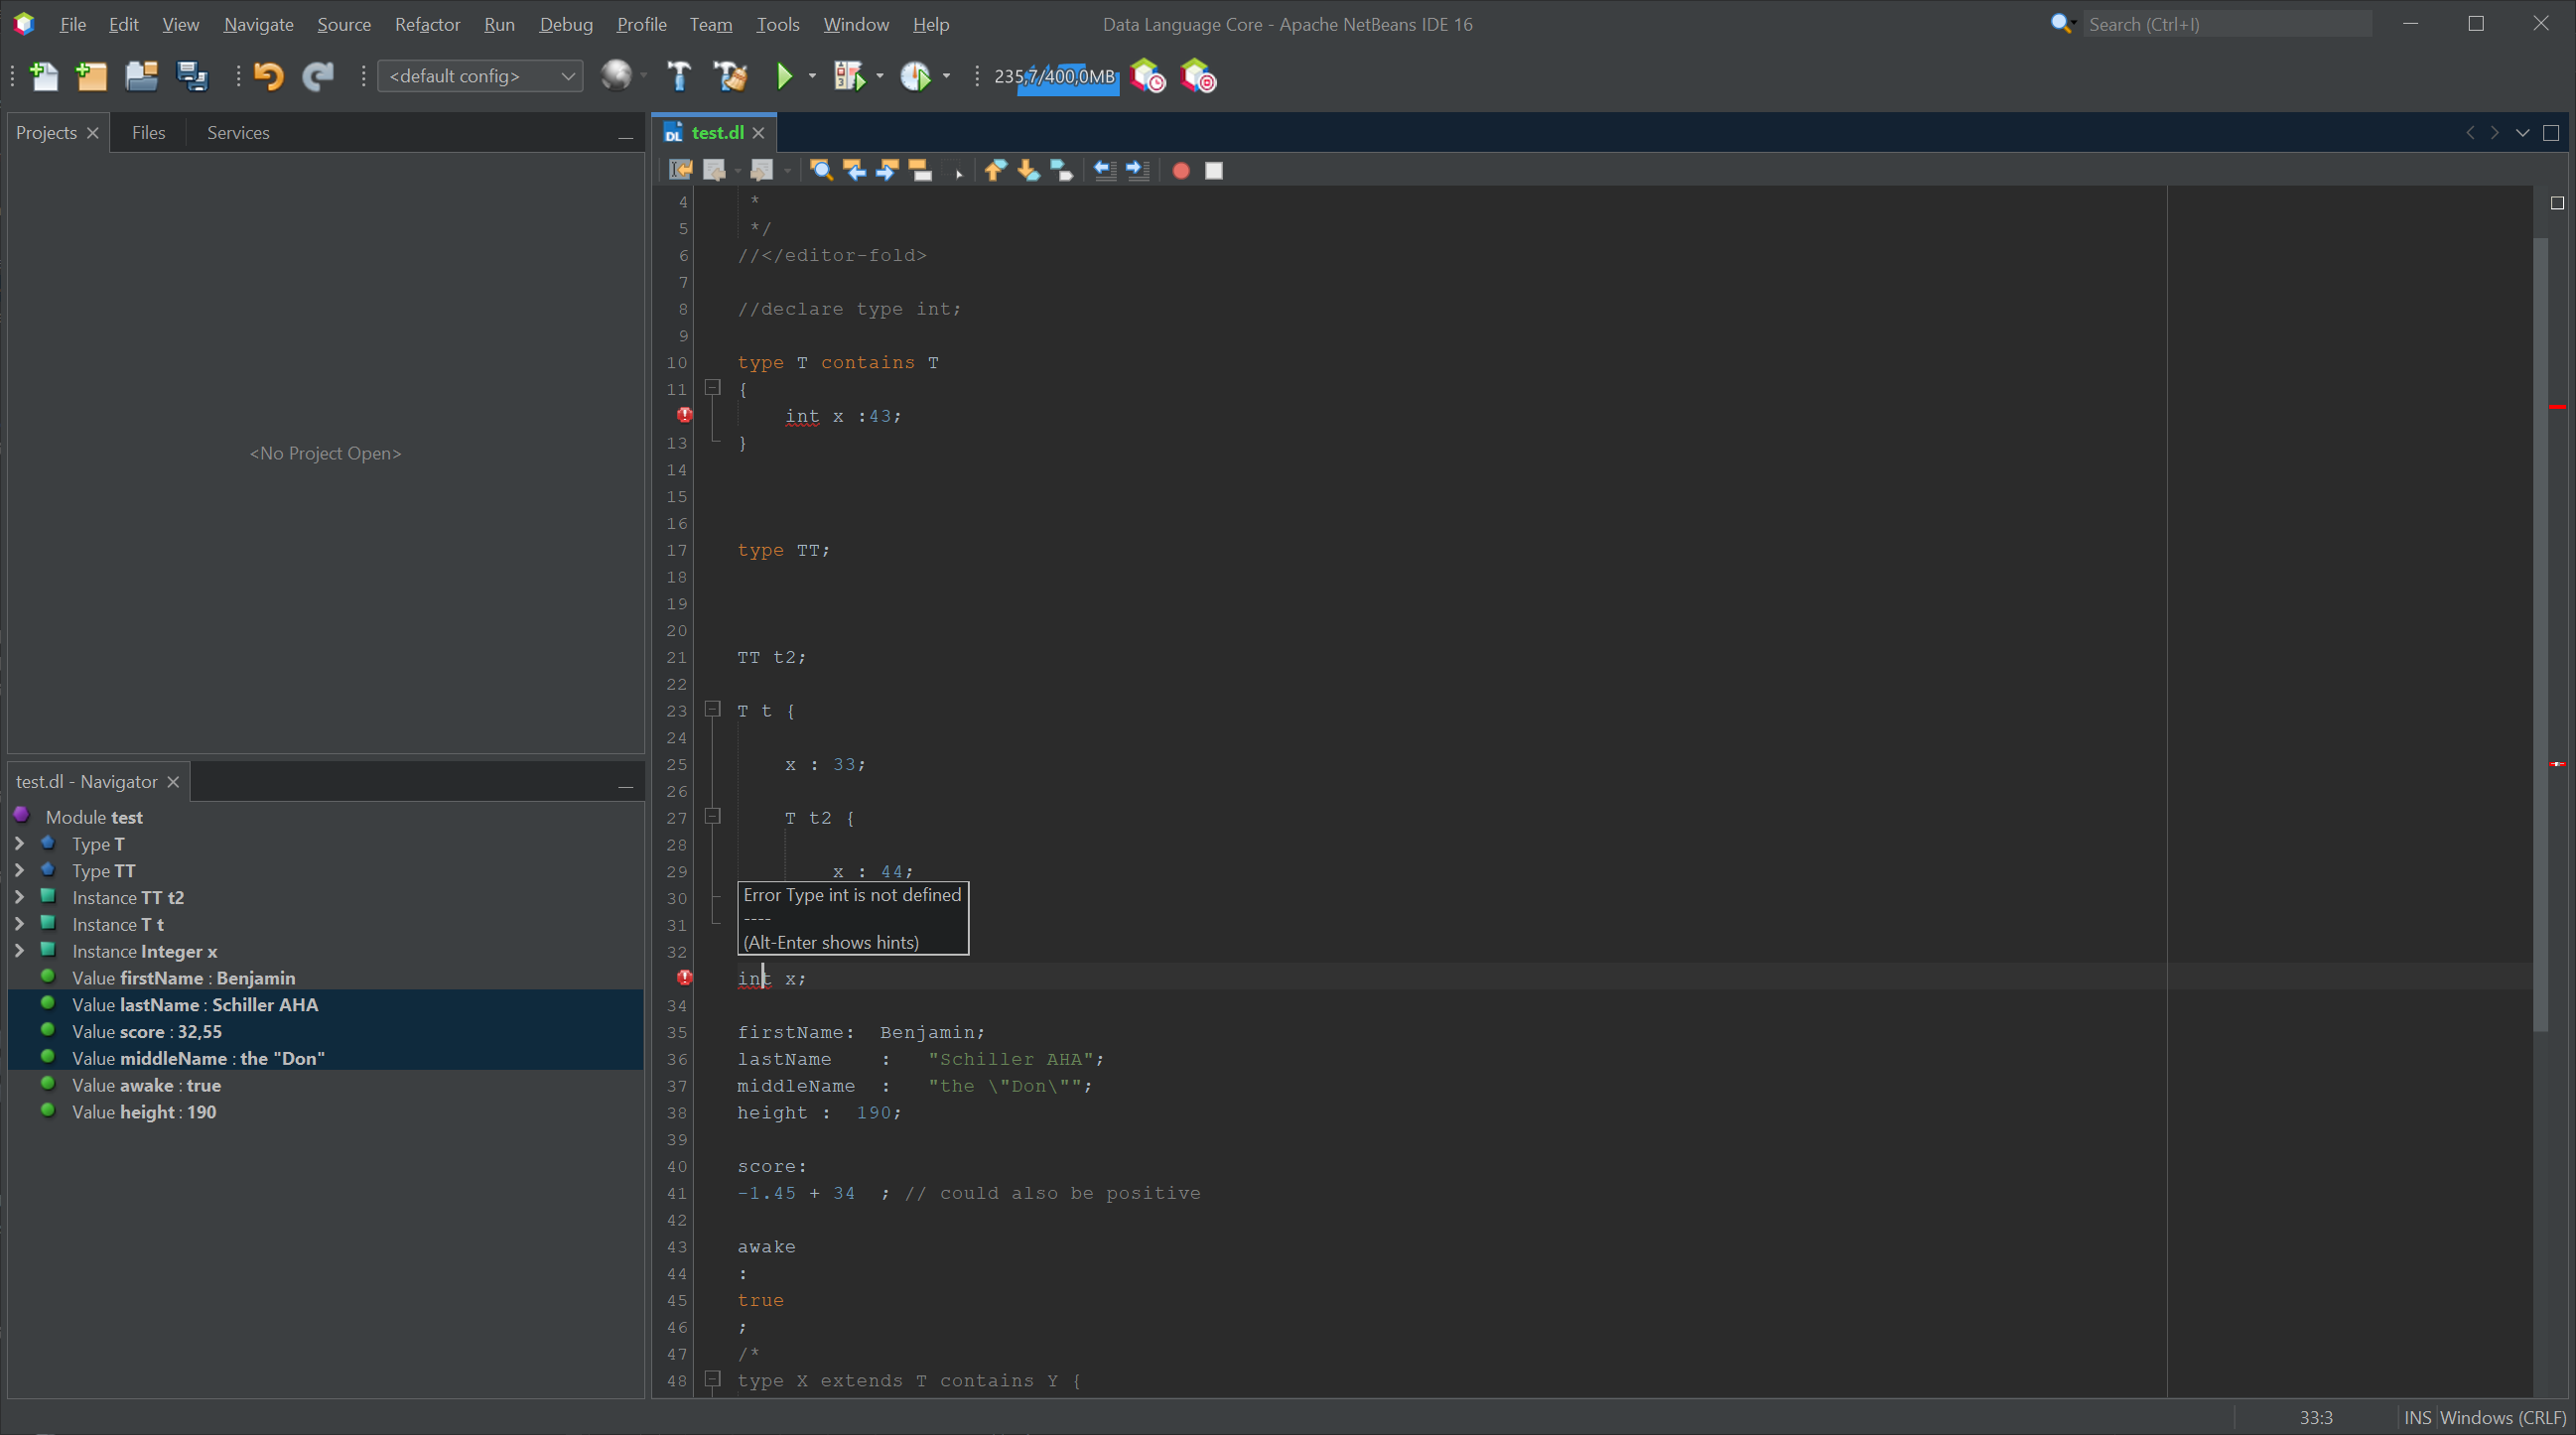 File Edit View Navigate Source Refactor Run Debug Profile Team Tools Window Help
Data Language Core - Apache NetBeans IDE 16
Search (Ctrl+I)
<default config>
235,7/400,0MB
Projects Files Services
<No Project Open>
test.dl - Navigator
Module test
Type T
Type TT
Instance TT t2
Instance T t
Instance Integer x
Value firstName : Benjamin
Value lastName : Schiller AHA
Value score : 32,55
Value middleName : the "Don"
Value awake : true
Value height : 190
DL test.dl
4 *
5 */
6 //</editor-fold>
7
8 //declare type int;
9
10 type T contains T
11 {
int x :43;
13 }
14
15
16
17 type TT;
18
19
20
21 TT t2;
22
23 T t {
24
25 x : 33;
26
27 T t2 {
28
29 x : 44;
30
31
32
Error Type int is not defined
----
(Alt-Enter shows hints)
int x;
34
35 firstName: Benjamin;
36 lastName : "Schiller AHA";
37 middleName : "the \"Don\"";
38 height : 190;
39
40 score:
41 -1.45 + 34 ; // could also be positive
42
43 awake
44 :
45 true
46 ;
47 /*
48 type X extends T contains Y {
33:3 INS Windows (CRLF)